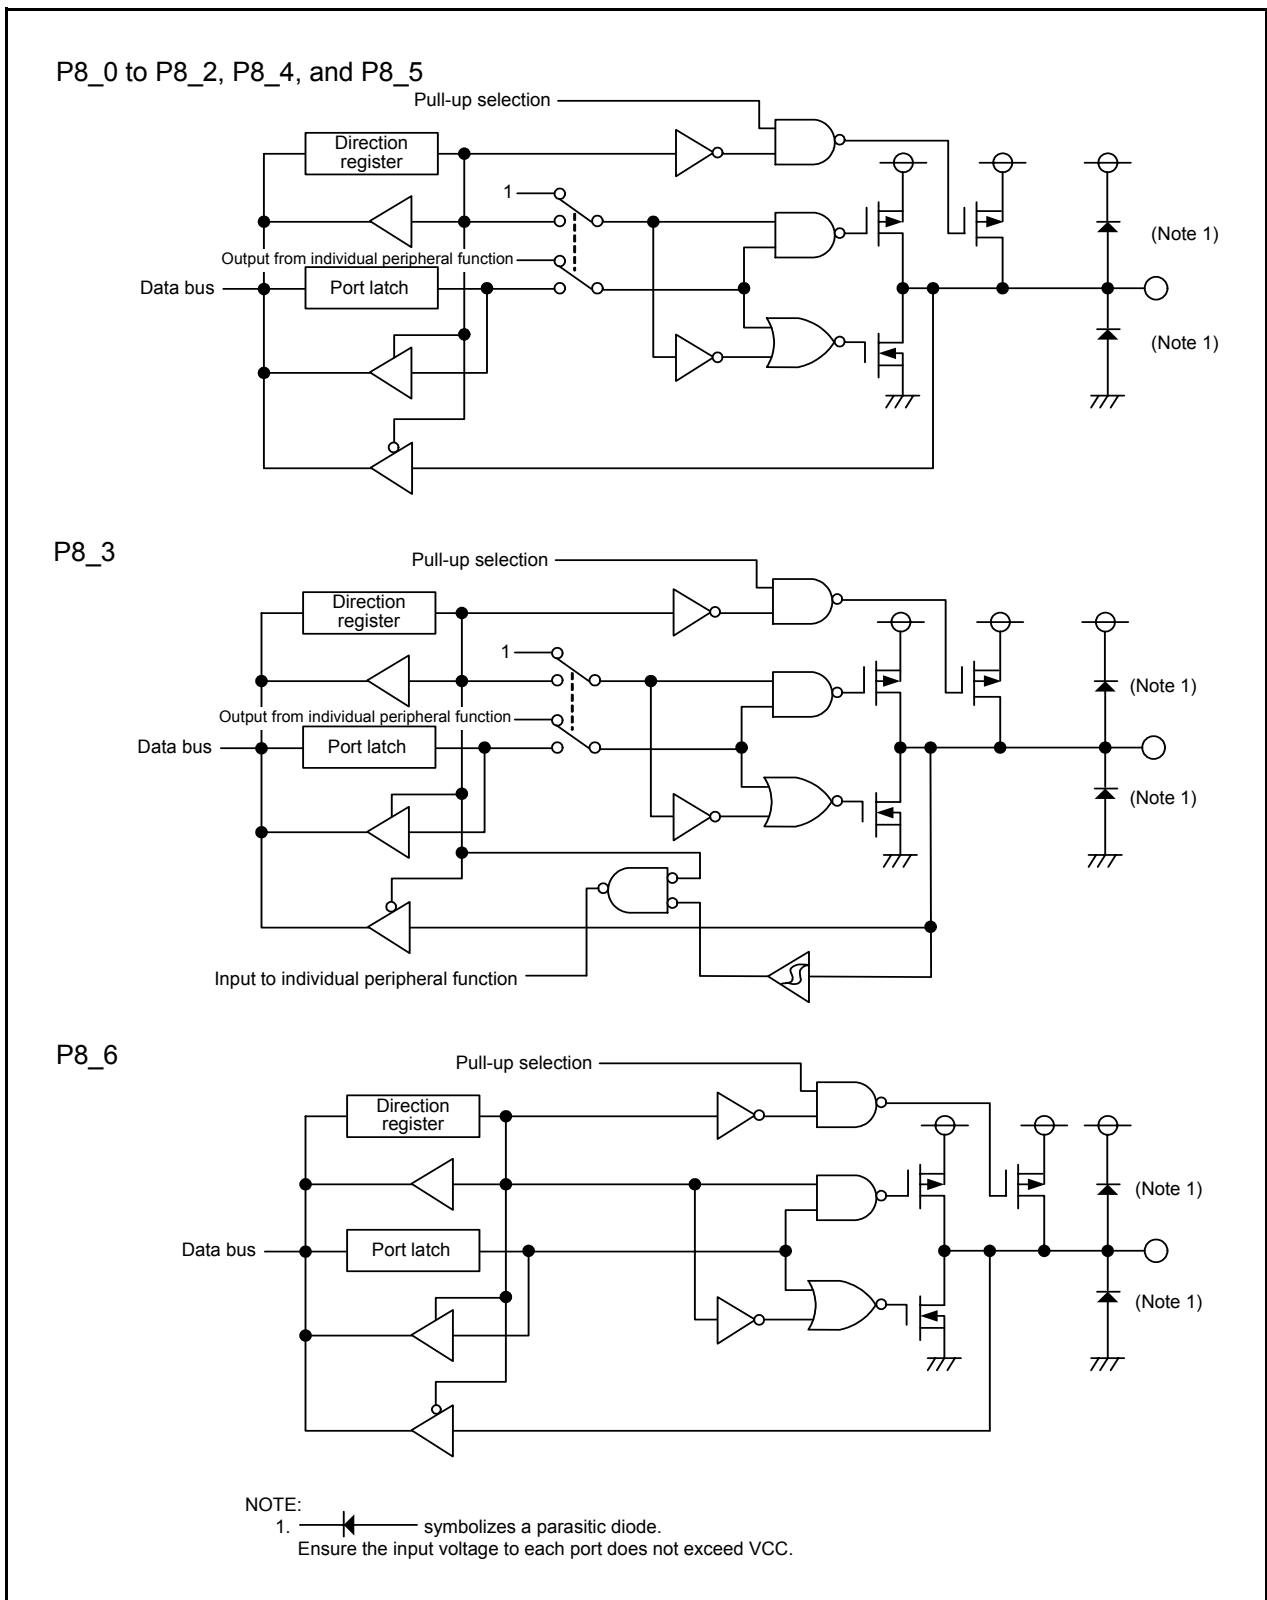 P8_0 to P8_2, P8_4, and P8_5
Pull-up selection
Direction
register
1
(Note 1)
Output from individual peripheral function
Data bus
Port latch
(Note 1)
P8_3
Pull-up selection
Direction
register
1
(Note 1)
Output from individual peripheral function
Data bus
Port latch
(Note 1)
Input to individual peripheral function
P8_6
Pull-up selection
Direction
register
(Note 1)
Data bus
Port latch
(Note 1)
NOTE:
1. symbolizes a parasitic diode.
Ensure the input voltage to each port does not exceed VCC.